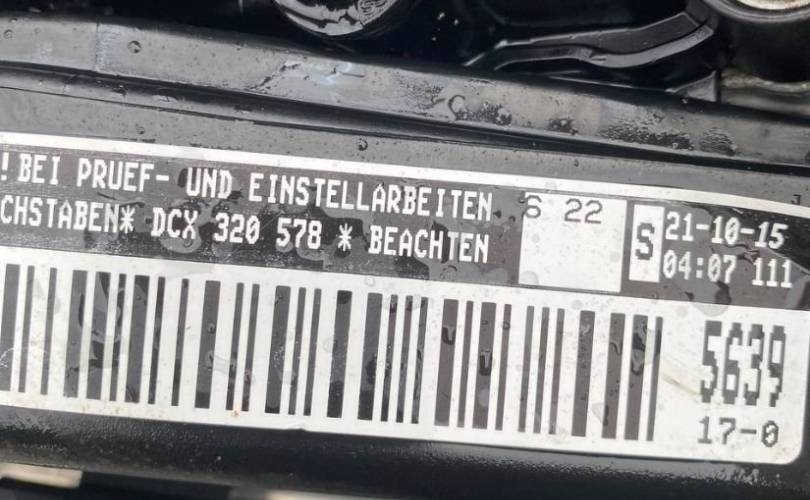 ! BEI PRUEF- UND EINSTELLARBEITEN
CHSTABEN* DCX 320 578 * BEACHTEN
6 22
S
21-10-15
04:07 111
5639
17-0